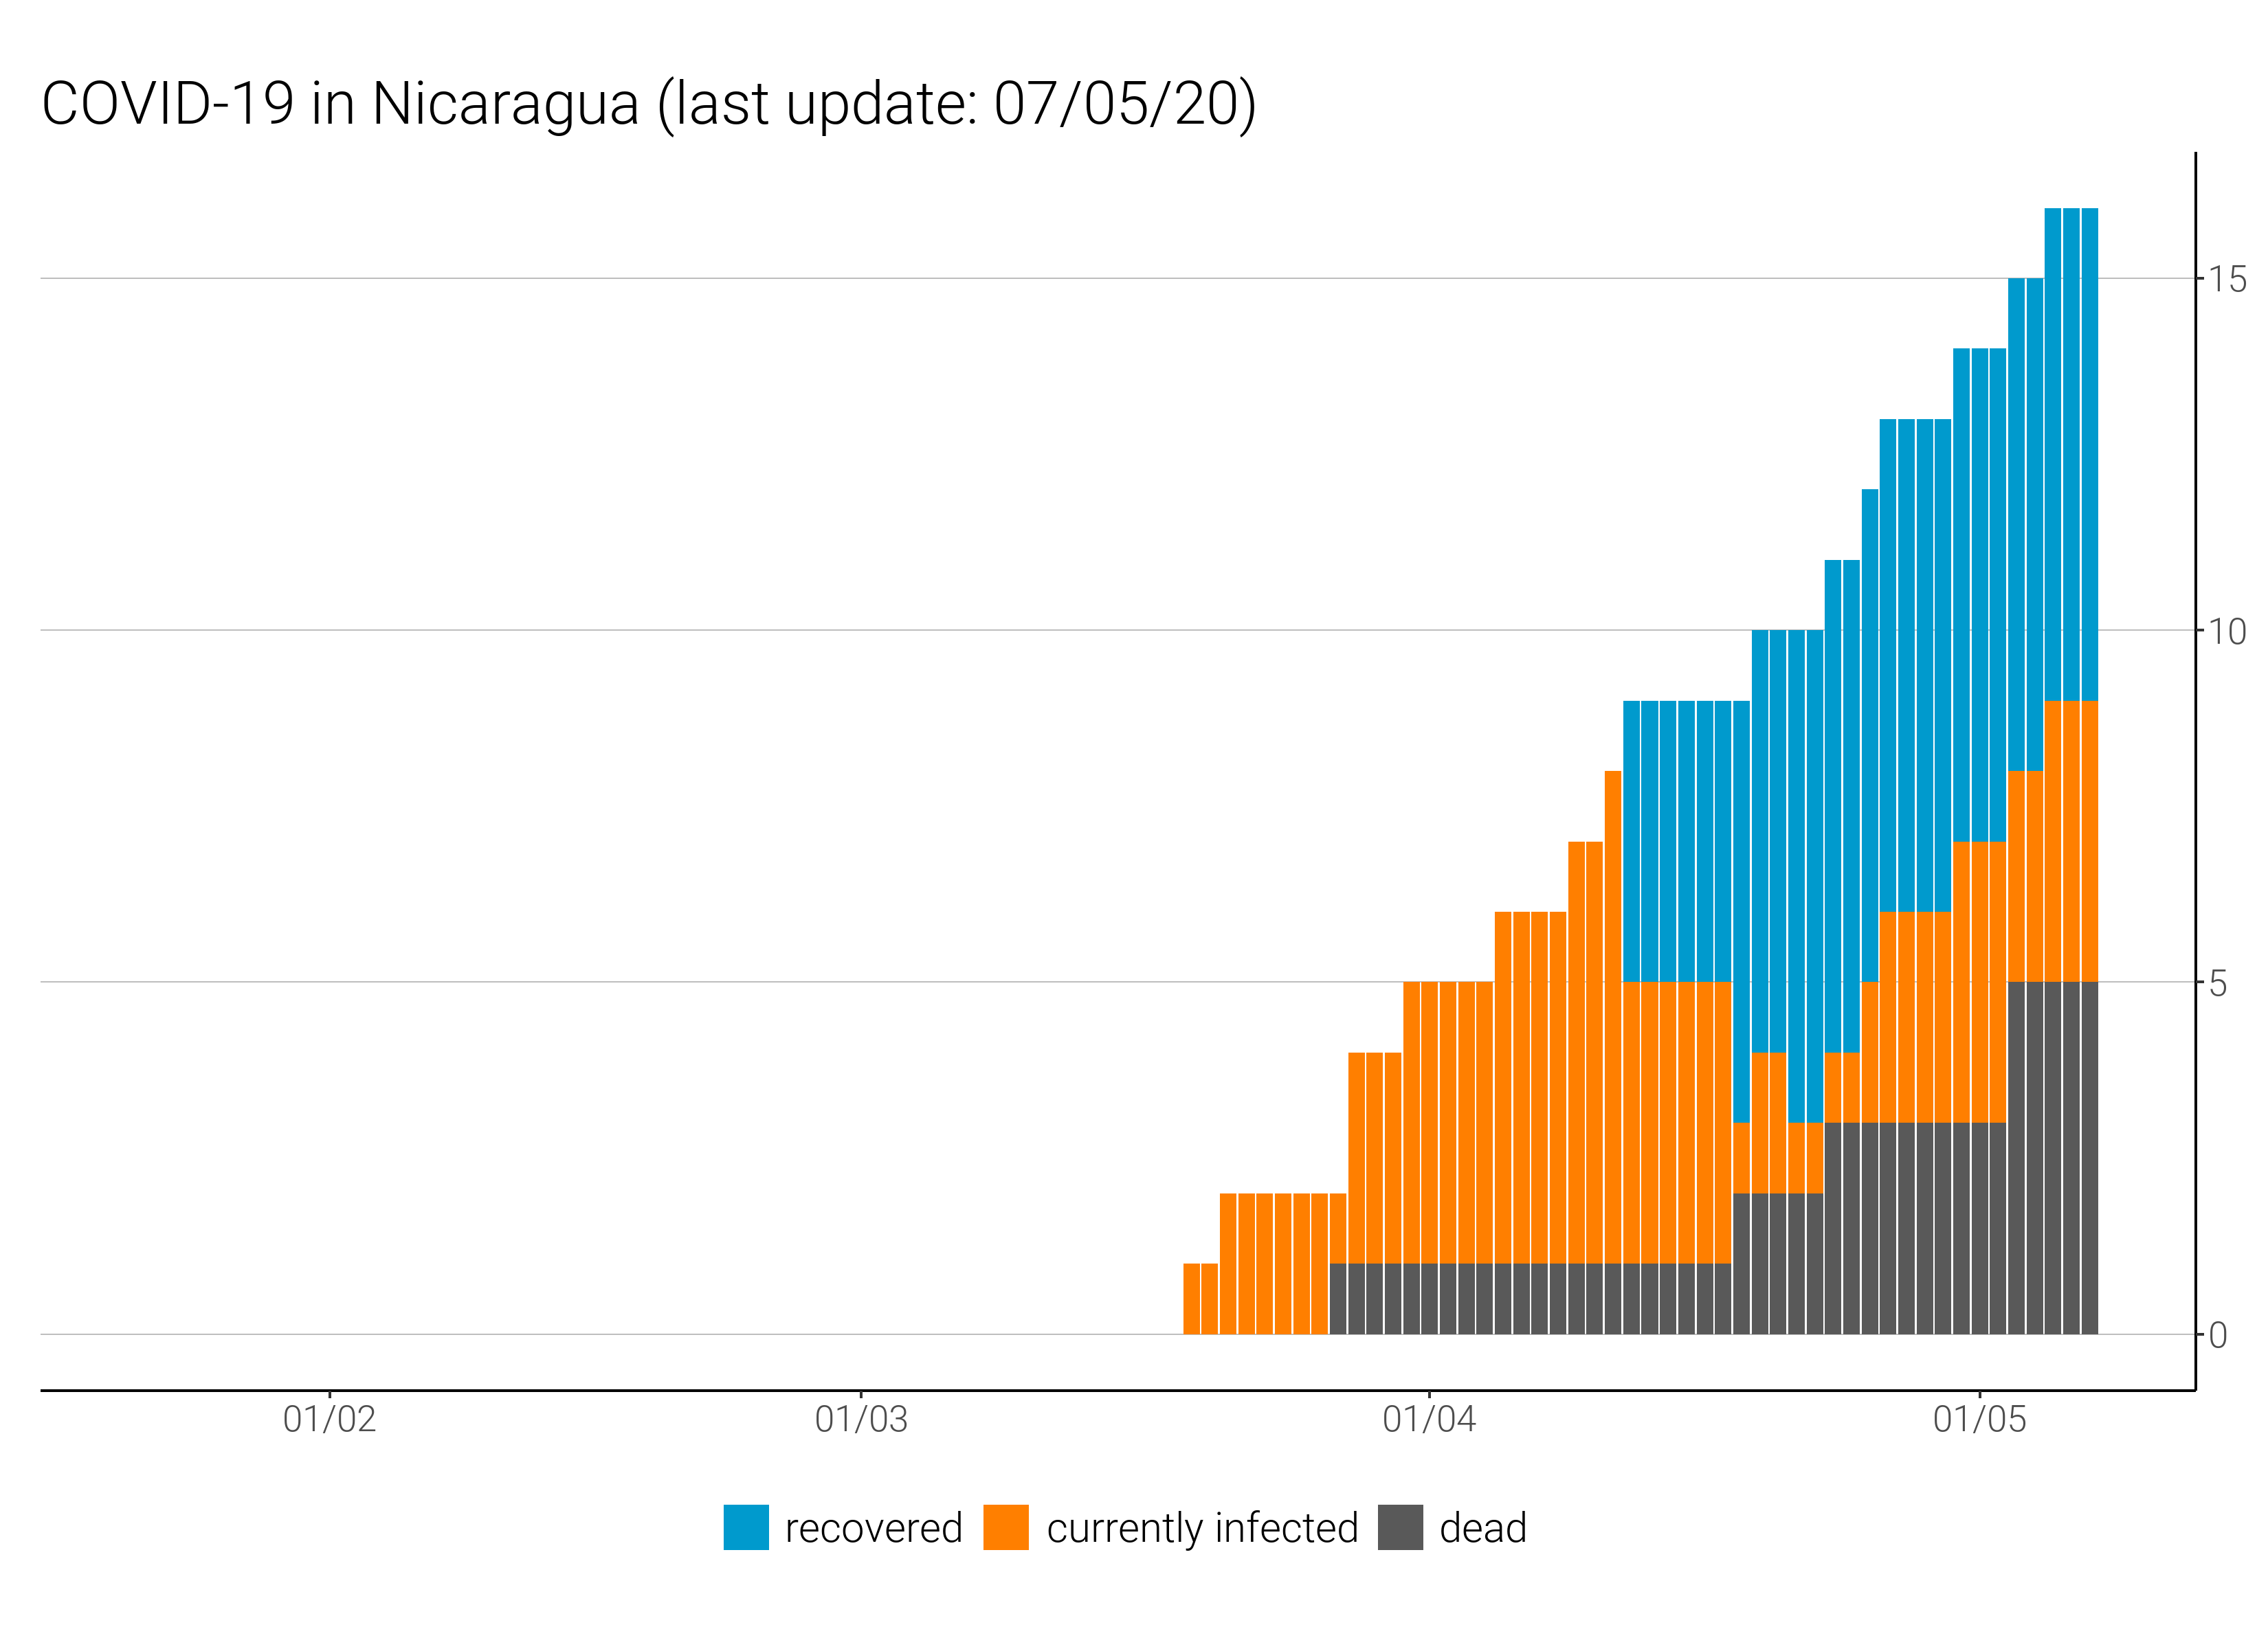 COVID-19 in Nicaragua (last update: 07/05/20)
15
10
5
0
01/02 01/03 01/04 01/05
recovered currently infected dead